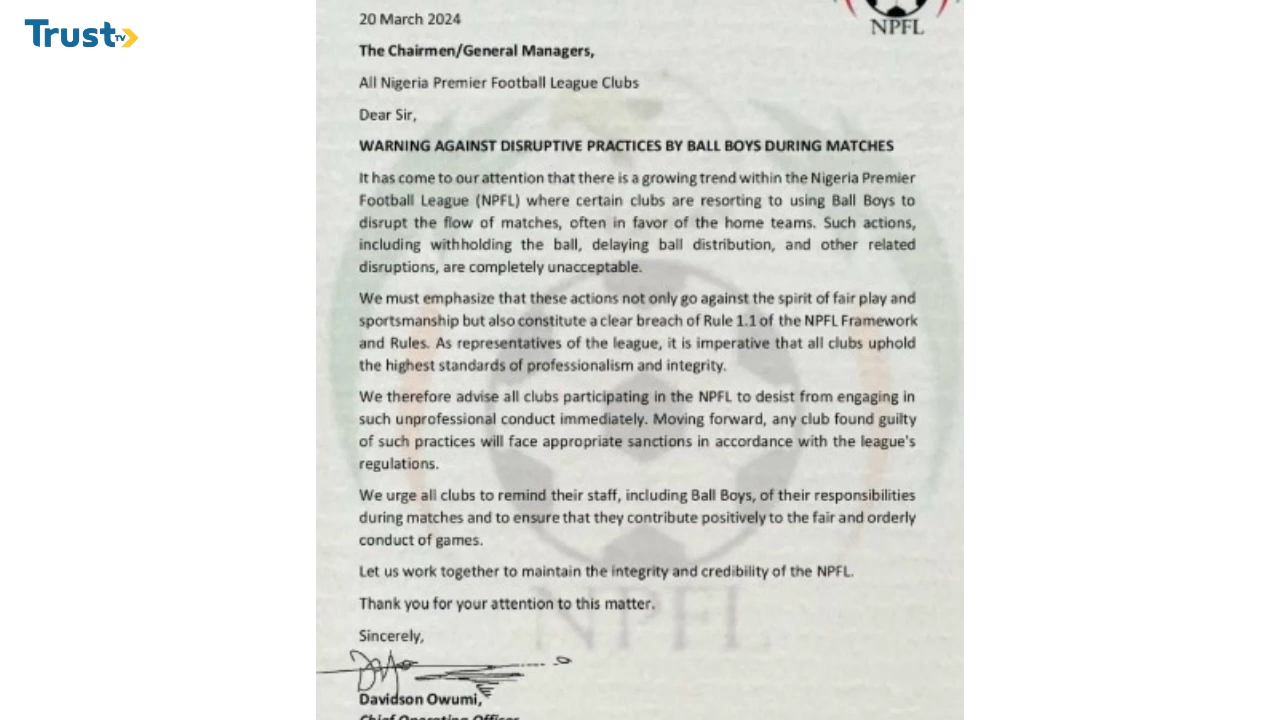 Trust TV
NPFL
20 March 2024
The Chairmen/General Managers,
All Nigeria Premier Football League Clubs
Dear Sir,
WARNING AGAINST DISRUPTIVE PRACTICES BY BALL BOYS DURING MATCHES
It has come to our attention that there is a growing trend within the Nigeria Premier
Football League (NPFL) where certain clubs are resorting to using Ball Boys to
disrupt the flow of matches, often in favor of the home teams. Such actions,
including withholding the ball, delaying ball distribution, and other related
disruptions, are completely unacceptable.
We must emphasize that these actions not only go against the spirit of fair play and
sportsmanship but also constitute a clear breach of Rule 1.1 of the NPFL Framework
and Rules. As representatives of the league, it is imperative that all clubs uphold
the highest standards of professionalism and integrity.
We therefore advise all clubs participating in the NPFL to desist from engaging in
such unprofessional conduct immediately. Moving forward, any club found guilty
of such practices will face appropriate sanctions in accordance with the league's
regulations.
We urge all clubs to remind their staff, including Ball Boys, of their responsibilities
during matches and to ensure that they contribute positively to the fair and orderly
conduct of games.
Let us work together to maintain the integrity and credibility of the NPFL.
Thank you for your attention to this matter.
NPFL
Sincerely,
Davidson Owumi,
Chief Operating Officer